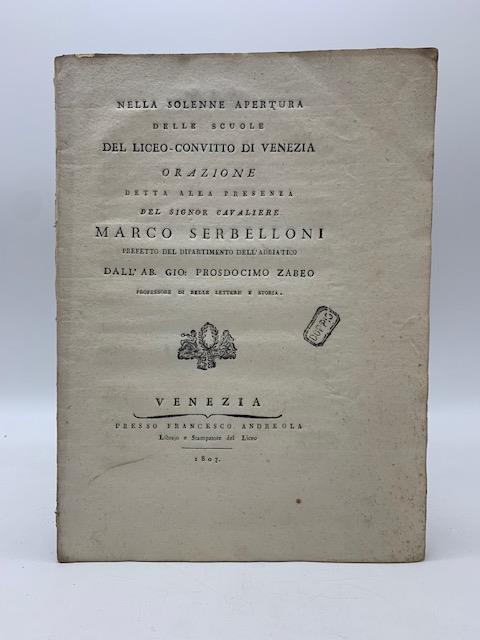 NELLA SOLENNE APERTURA
DELLE SCUOLE
DEL LICEO-CONVITTO DI VENEZIA
ORAZIONE
DETTA ALLA PRESENZA
DEL SIGNOR CAVALIERE
MARCO SERBELLONI
PREFETTO DEL DIPARTIMENTO DELL'ADRIATICO
DALL'AB. GIO: PROSDOCIMO ZABEO
PROFESSORE DI BELLE LETTERE E STORIA.
DUPLO
VENEZIA
PRESSO FRANCESCO ANDREOLA
Librajo e Stampatore del Liceo
1807.